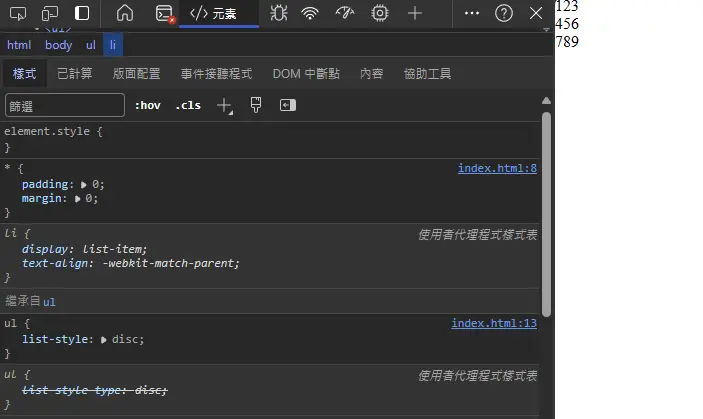 元素
<ul>
html body ul li
樣式 已計算 版面配置 事件接聽程式 DOM 中斷點 內容 協助工具
篩選 :hov .cls
element.style {
}
* { index.html:8
padding: 0;
margin: 0;
}
li { 使用者代理程式樣式表
display: list-item;
text-align: -webkit-match-parent;
}
繼承自 ul
ul { index.html:13
list-style: disc;
}
ul { 使用者代理程式樣式表
list-style-type: disc;
}
123
456
789